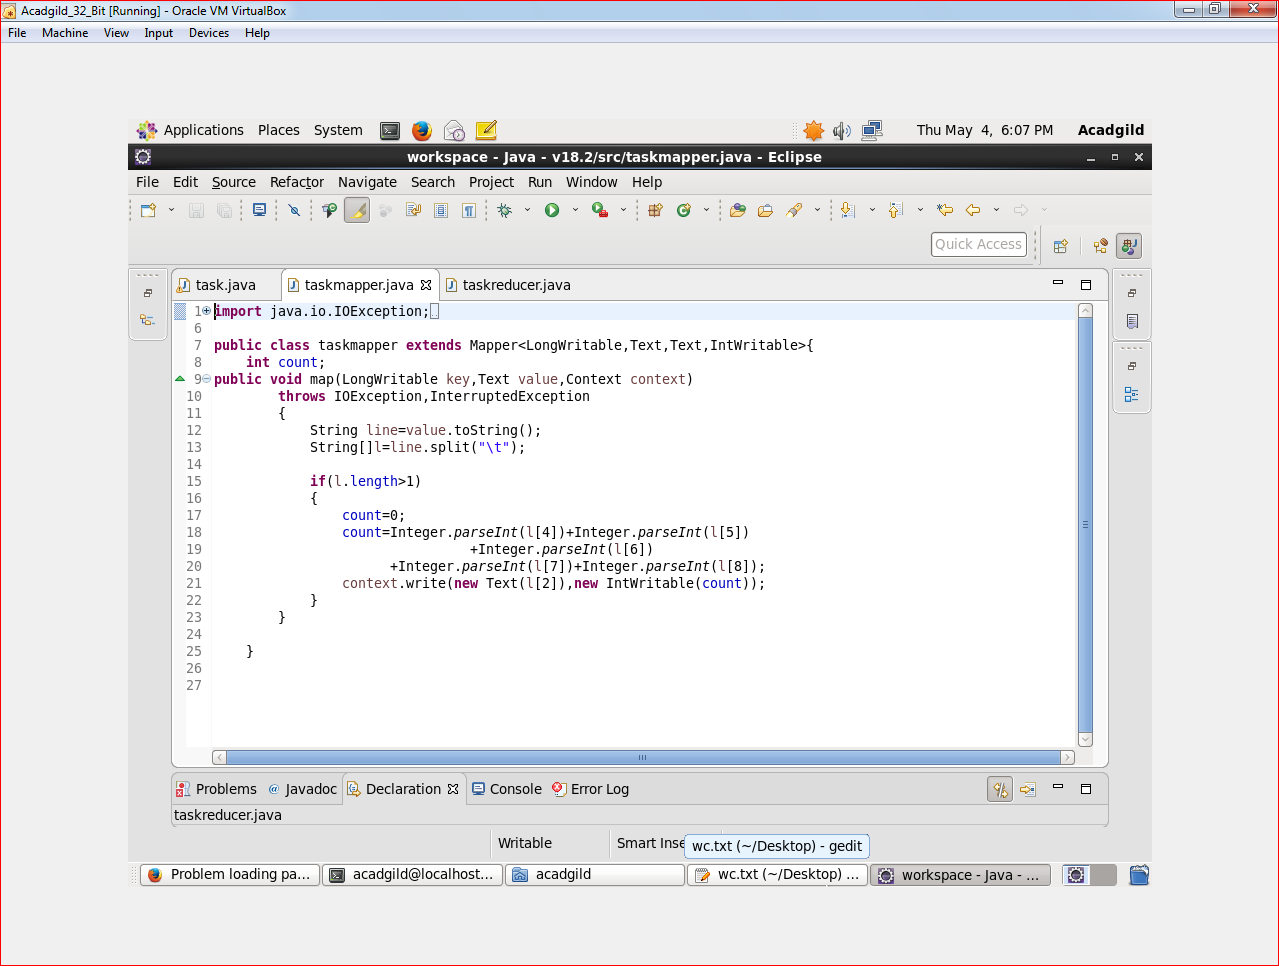 Acadgild_32_Bit [Running] - Oracle VM VirtualBox
File Machine View Input Devices Help
Applications Places System Thu May 4, 6:07 PM Acadgild
workspace - Java - v18.2/src/taskmapper.java - Eclipse
File Edit Source Refactor Navigate Search Project Run Window Help
Quick Access
task.java taskmapper.java taskreducer.java
1 import java.io.IOException;
6
7 public class taskmapper extends Mapper<LongWritable,Text,Text,IntWritable>{
8 int count;
9 public void map(LongWritable key,Text value,Context context)
10 throws IOException,InterruptedException
11 {
12 String line=value.toString();
13 String[]l=line.split("\t");
14
15 if(l.length>1)
16 {
17 count=0;
18 count=Integer.parseInt(l[4])+Integer.parseInt(l[5])
19 +Integer.parseInt(l[6])
20 +Integer.parseInt(l[7])+Integer.parseInt(l[8]);
21 context.write(new Text(l[2]),new IntWritable(count));
22 }
23 }
24
25 }
26
27
Problems @ Javadoc Declaration Console Error Log
taskreducer.java
Writable Smart Inse
wc.txt (~/Desktop) - gedit
Problem loading pa... acadgild@localhost... acadgild wc.txt (~/Desktop) ... workspace - Java - ...